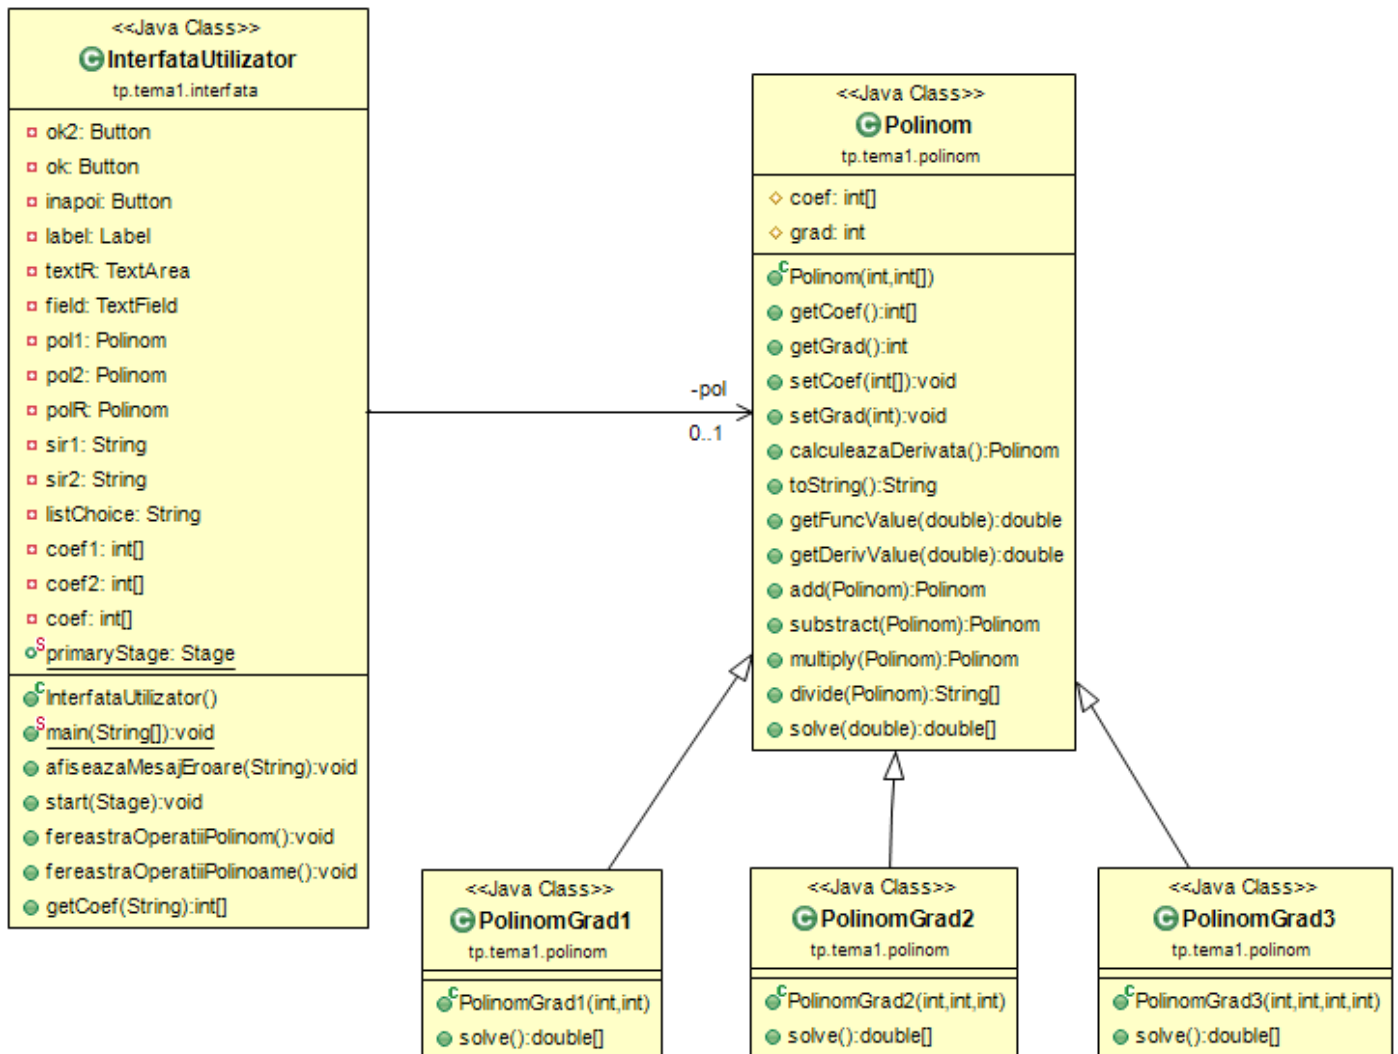 <<Java Class>>
InterfataUtilizator
tp.tema1.interfata
ok2: Button
ok: Button
inapoi: Button
label: Label
textR: TextArea
field: TextField
pol1: Polinom
pol2: Polinom
polR: Polinom
sir1: String
sir2: String
listChoice: String
coef1: int[]
coef2: int[]
coef: int[]
primaryStage: Stage
InterfataUtilizator()
main(String[]):void
afiseazaMesajEroare(String):void
start(Stage):void
fereastraOperatiiPolinom():void
fereastraOperatiiPolinoame():void
getCoef(String):int[]
-pol
0..1
<<Java Class>>
Polinom
tp.tema1.polinom
coef: int[]
grad: int
Polinom(int,int[])
getCoef():int[]
getGrad():int
setCoef(int[]):void
setGrad(int):void
calculeazaDerivata():Polinom
toString():String
getFuncValue(double):double
getDerivValue(double):double
add(Polinom):Polinom
substract(Polinom):Polinom
multiply(Polinom):Polinom
divide(Polinom):String[]
solve(double):double[]
<<Java Class>>
PolinomGrad1
tp.tema1.polinom
PolinomGrad1(int,int)
solve():double[]
<<Java Class>>
PolinomGrad2
tp.tema1.polinom
PolinomGrad2(int,int,int)
solve():double[]
<<Java Class>>
PolinomGrad3
tp.tema1.polinom
PolinomGrad3(int,int,int,int)
solve():double[]